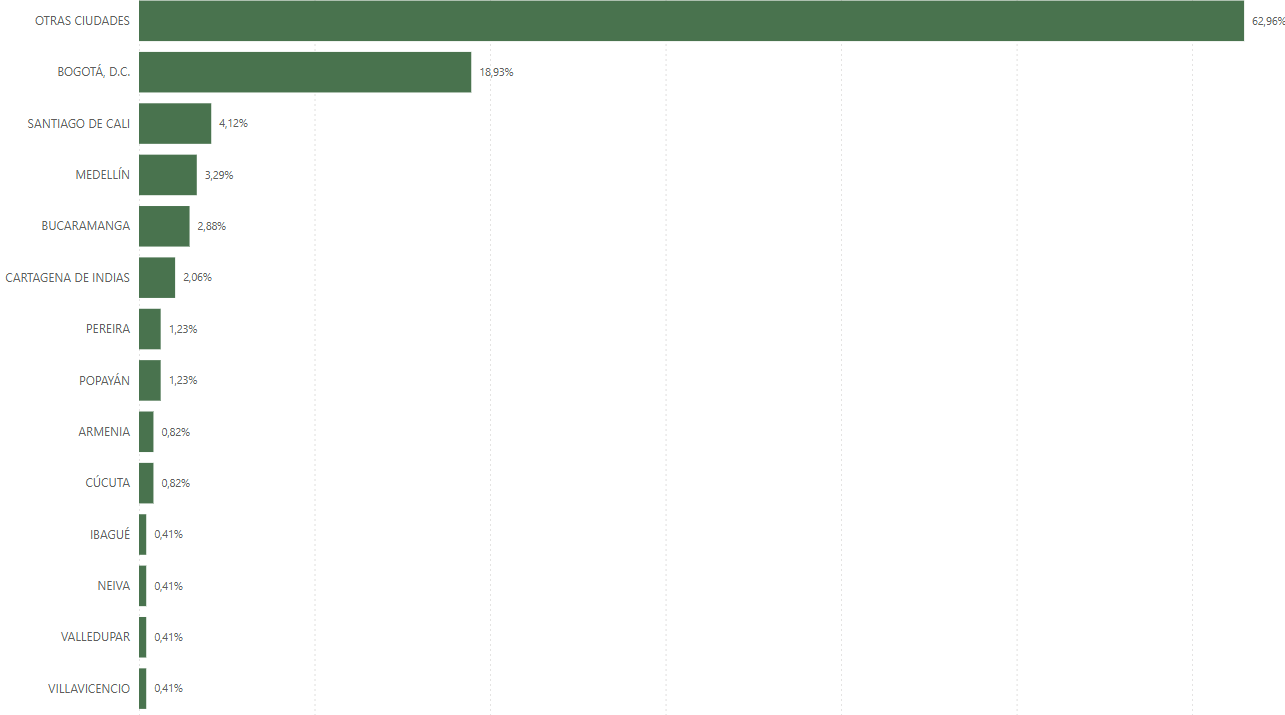 OTRAS CIUDADES 62,96%
BOGOTÁ, D.C. 18,93%
SANTIAGO DE CALI 4,12%
MEDELLÍN 3,29%
BUCARAMANGA 2,88%
CARTAGENA DE INDIAS 2,06%
PEREIRA 1,23%
POPAYÁN 1,23%
ARMENIA 0,82%
CÚCUTA 0,82%
IBAGUÉ 0,41%
NEIVA 0,41%
VALLEDUPAR 0,41%
VILLAVICENCIO 0,41%